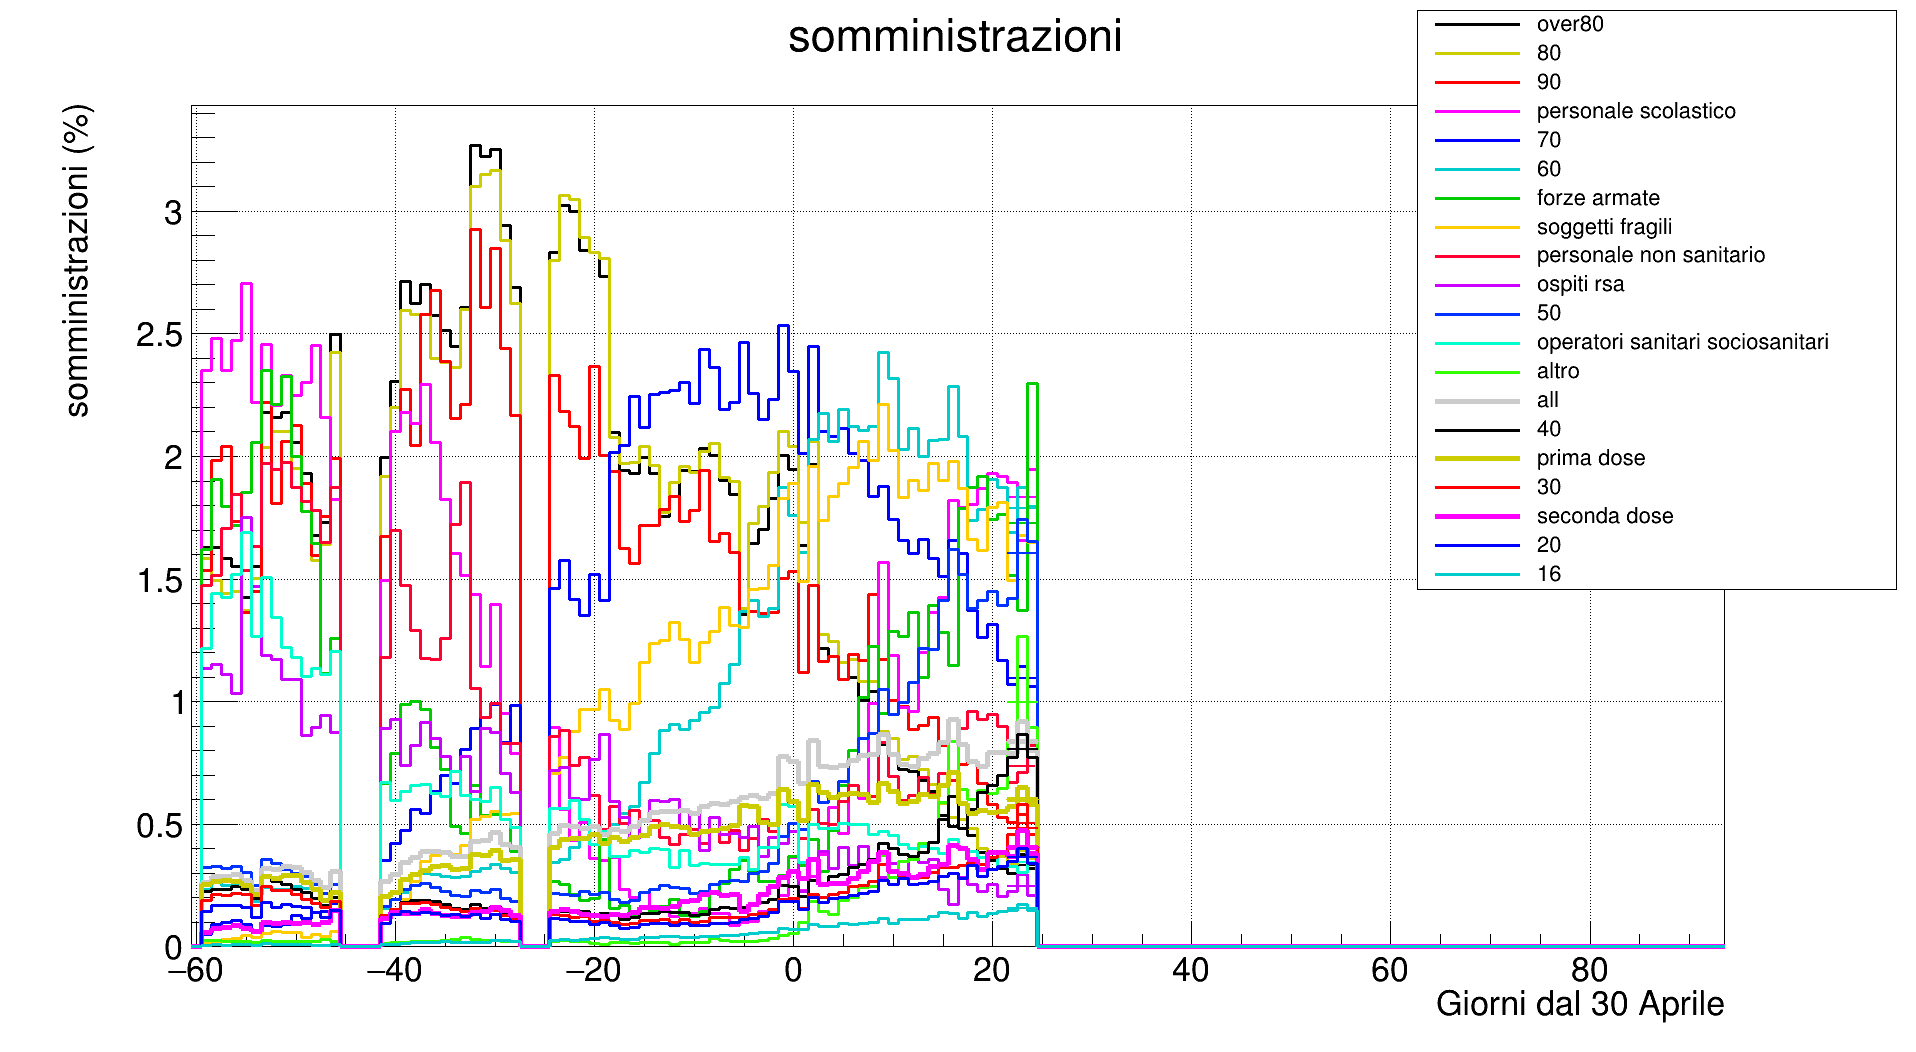 somministrazioni
over80
80
90
personale scolastico
70
60
forze armate
soggetti fragili
personale non sanitario
ospiti rsa
50
operatori sanitari sociosanitari
altro
all
40
prima dose
30
seconda dose
20
16
somministrazioni (%)
3
2.5
2
1.5
1
0.5
0
−60 −40 −20 0 20 40 60 80
Giorni dal 30 Aprile